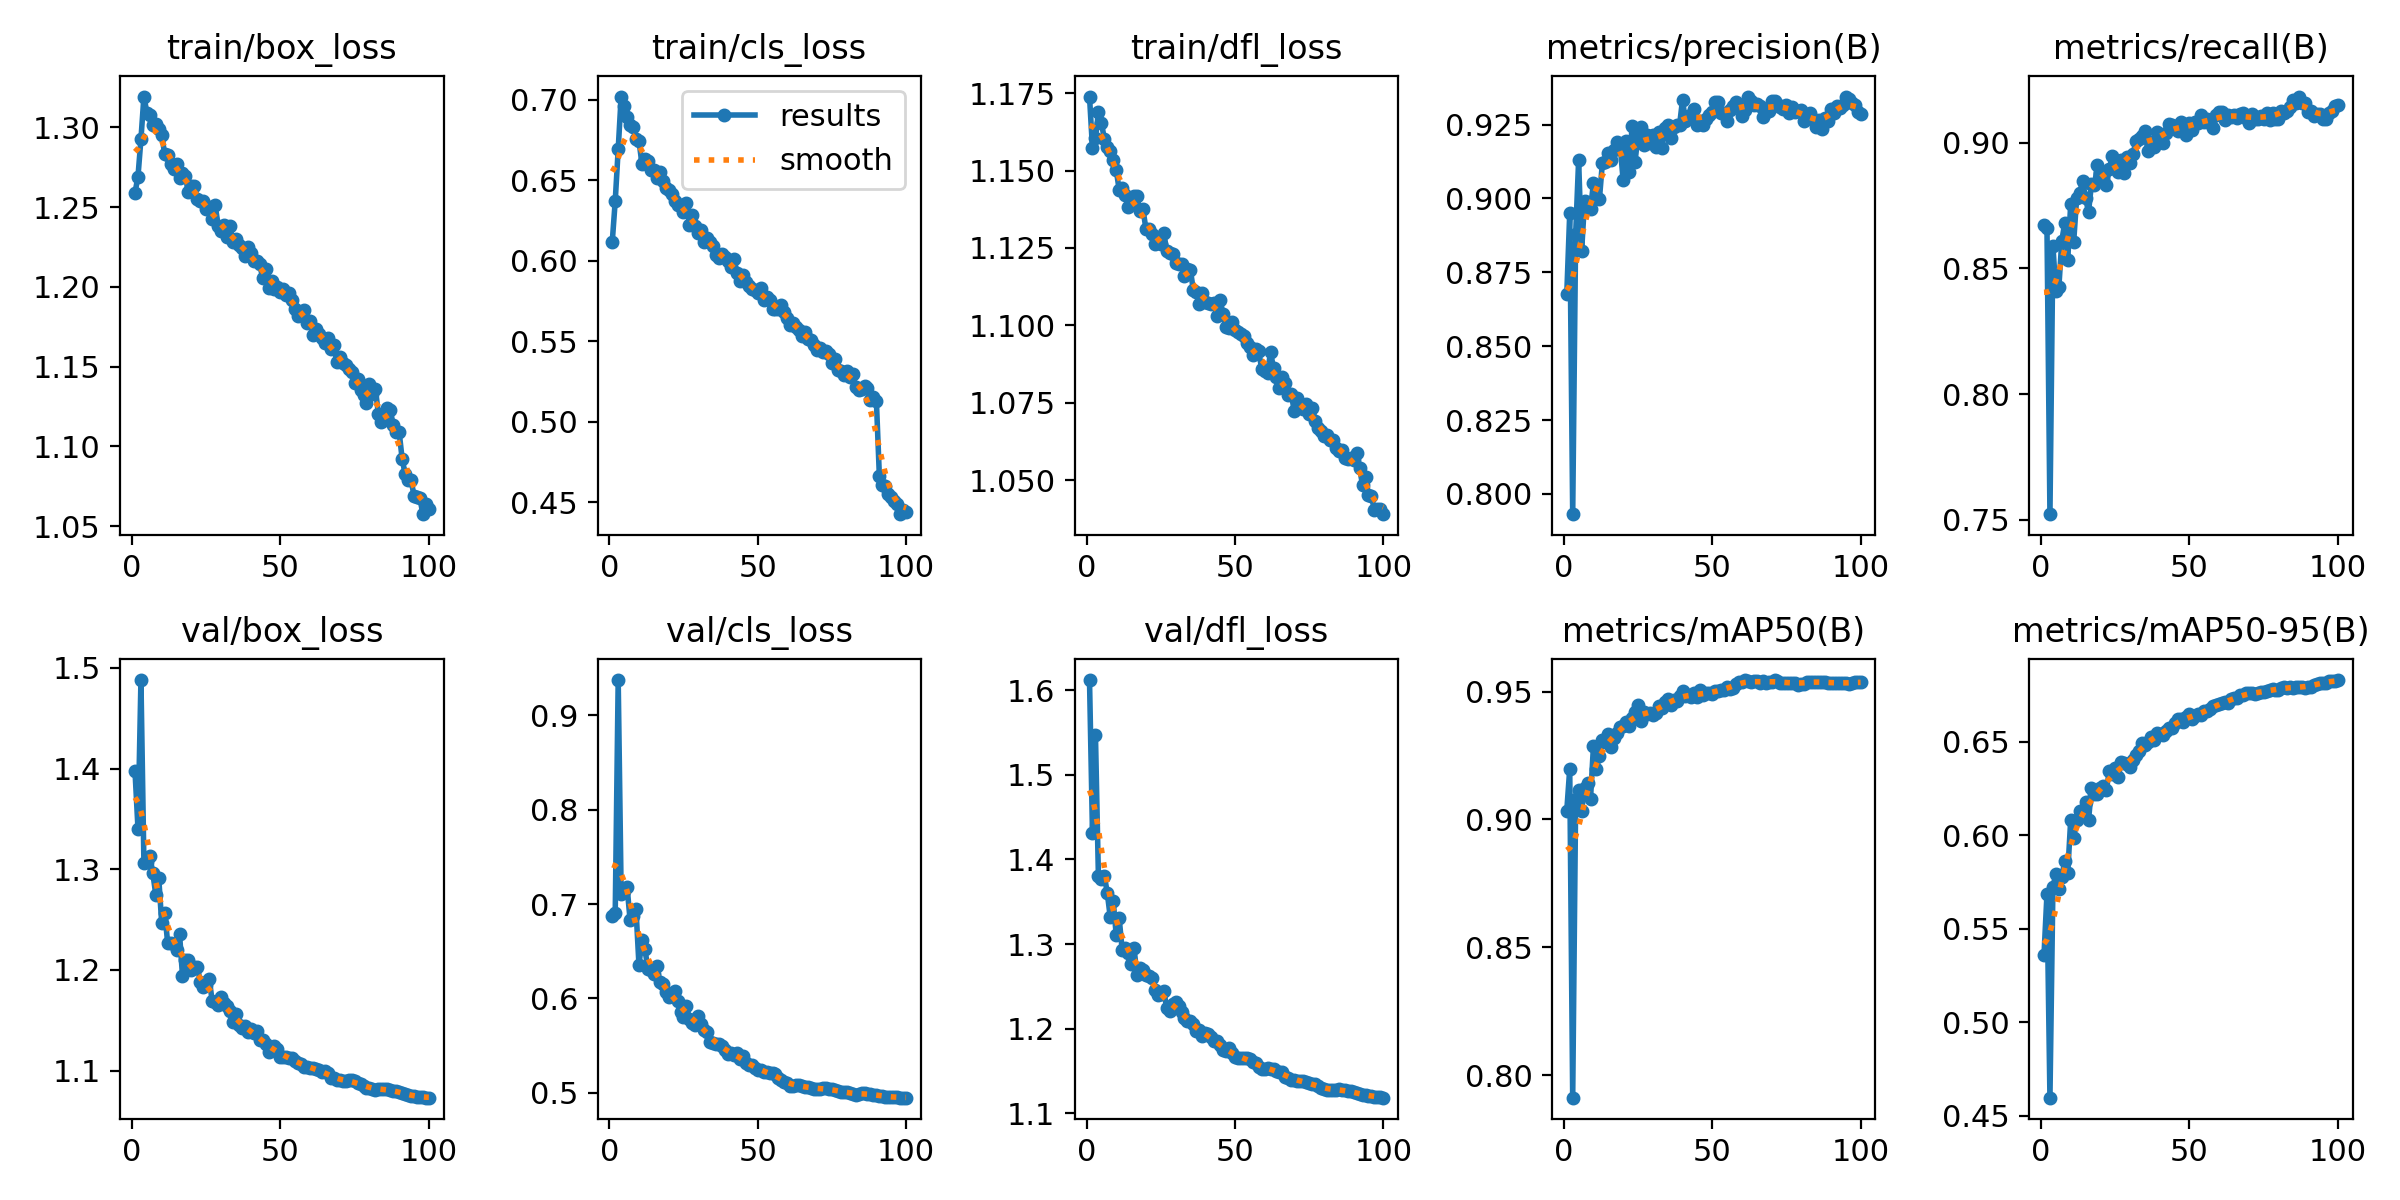 train/box_loss
1.30
1.25
1.20
1.15
1.10
1.05
0 50 100
train/cls_loss
results
smooth
0.70
0.65
0.60
0.55
0.50
0.45
0 50 100
train/dfl_loss
1.175
1.150
1.125
1.100
1.075
1.050
0 50 100
metrics/precision(B)
0.925
0.900
0.875
0.850
0.825
0.800
0 50 100
metrics/recall(B)
0.90
0.85
0.80
0.75
0 50 100
val/box_loss
1.5
1.4
1.3
1.2
1.1
0 50 100
val/cls_loss
0.9
0.8
0.7
0.6
0.5
0 50 100
val/dfl_loss
1.6
1.5
1.4
1.3
1.2
1.1
0 50 100
metrics/mAP50(B)
0.95
0.90
0.85
0.80
0 50 100
metrics/mAP50-95(B)
0.65
0.60
0.55
0.50
0.45
0 50 100